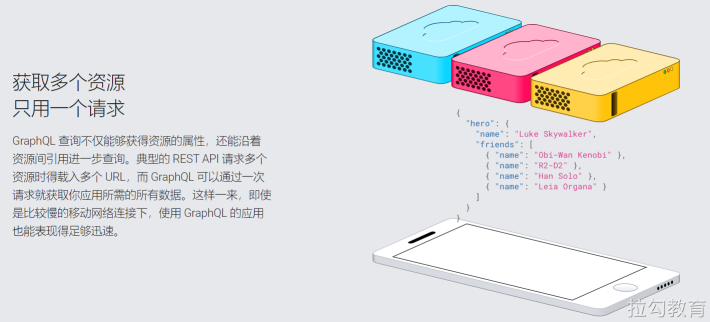 获取多个资源
只用一个请求
GraphQL 查询不仅能够获得资源的属性，还能沿着
资源间引用进一步查询。典型的 REST API 请求多个
资源时得载入多个 URL，而 GraphQL 可以通过一次
请求就获取你应用所需的所有数据。这样一来，即使
是比较慢的移动网络连接下，使用 GraphQL 的应用
也能表现得足够迅速。
{
"hero": {
"name": "Luke Skywalker",
"friends": [
{ "name": "Obi-Wan Kenobi" },
{ "name": "R2-D2" },
{ "name": "Han Solo" },
{ "name": "Leia Organa" }
]
}
}
拉勾教育